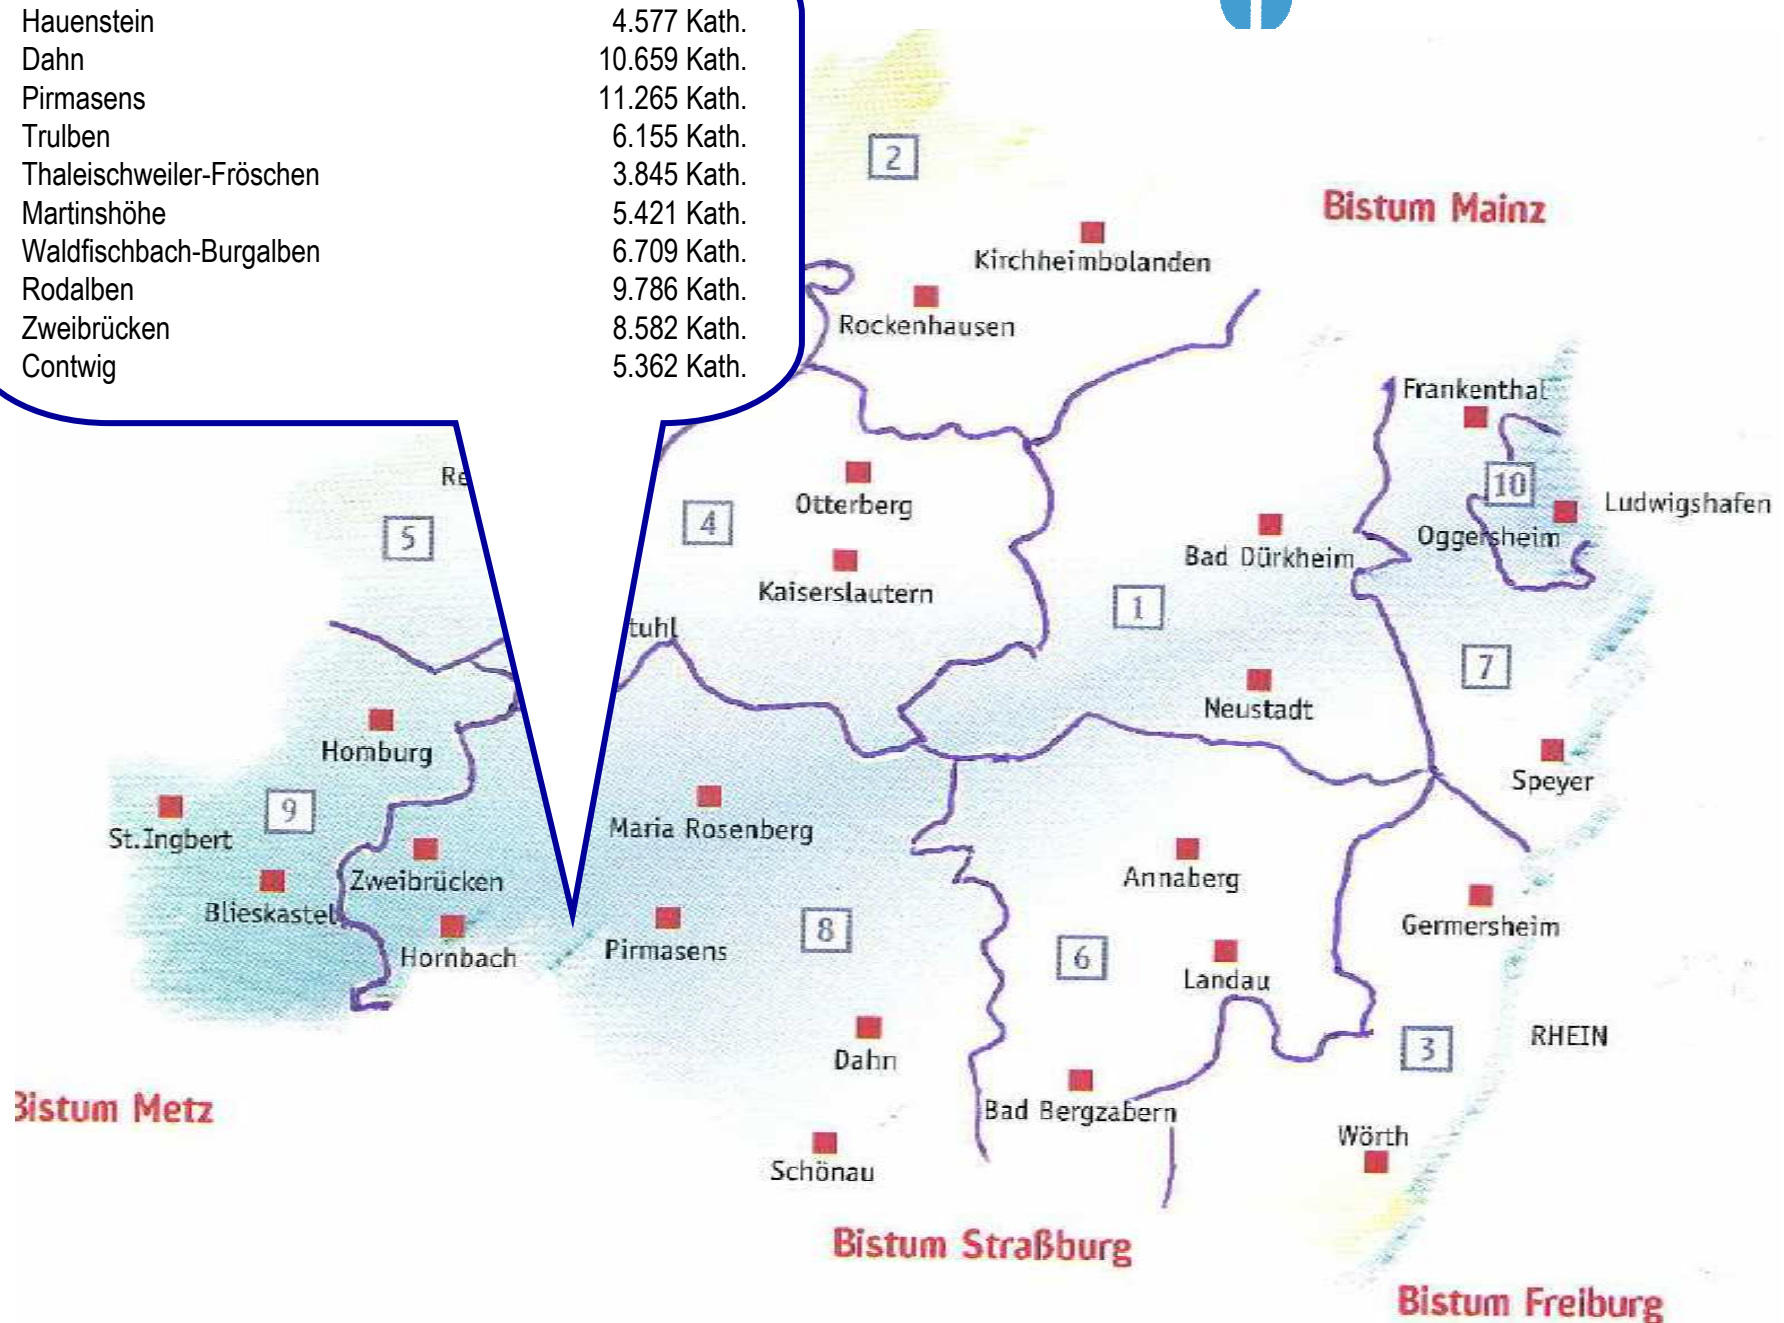 Hauenstein 4.577 Kath.
Dahn 10.659 Kath.
Pirmasens 11.265 Kath.
Trulben 6.155 Kath.
Thaleischweiler-Fröschen 3.845 Kath.
Martinshöhe 5.421 Kath.
Waldfischbach-Burgalben 6.709 Kath.
Rodalben 9.786 Kath.
Zweibrücken 8.582 Kath.
Contwig 5.362 Kath.
2
Bistum Mainz
Kirchheimbolanden
Rockenhausen
Frankenthal
Re
10
Ludwigshafen
Otterberg
4
5
Oggersheim
Bad Dürkheim
Kaiserslautern
1
tuhl
7
Neustadt
Homburg
Speyer
9
St.Ingbert
Maria Rosenberg
Zweibrücken
Annaberg
Blieskastel
Germersheim
8
Pirmasens
Hornbach
6
Landau
RHEIN
3
Dahn
Bistum Metz
Bad Bergzabern
Wörth
Schönau
Bistum Straßburg
Bistum Freiburg